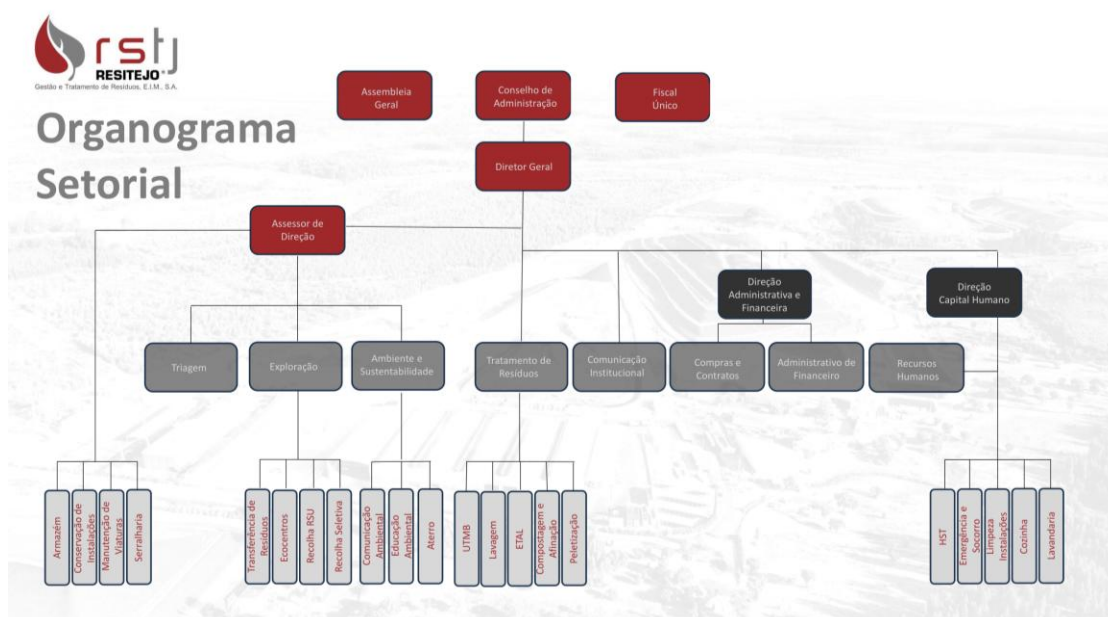 rstj
RESITEJO
Gestão e Tratamento de Resíduos, E.I.M., S.A.
Organograma
Setorial
Assembleia
Geral
Conselho de
Administração
Fiscal
Único
Diretor Geral
Assessor de
Direção
Direção
Administrativa e
Financeira
Direção
Capital Humano
Triagem
Exploração
Ambiente e
Sustentabilidade
Tratamento de
Resíduos
Comunicação
Institucional
Compras e
Contratos
Administrativo de
Financeiro
Recursos
Humanos
Armazém
Conservação de
Instalações
Manutenção de
Viaturas
Serralharia
Transferência de
Resíduos
Ecocentros
Recolha RSU
Recolha Seletiva
Comunicação
Ambiental
Educação
Ambiental
Aterro
UTMB
Lavagem
ETAL
Compostagem e
Afinação
Peletização
HST
Emergência e
Socorro
Limpeza
Instalações
Cozinha
Lavandaria